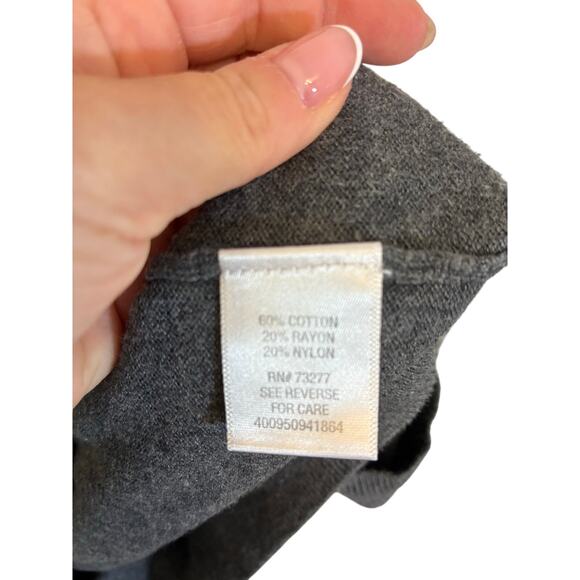 60% COTTON
20% RAYON
20% NYLON
RN# 73277
SEE REVERSE
FOR CARE
400950941864